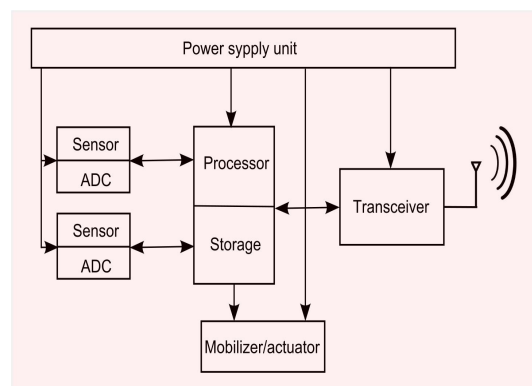 Power sypply unit
Sensor
ADC
Processor
Transceiver
Sensor
ADC
Storage
Mobilizer/actuator